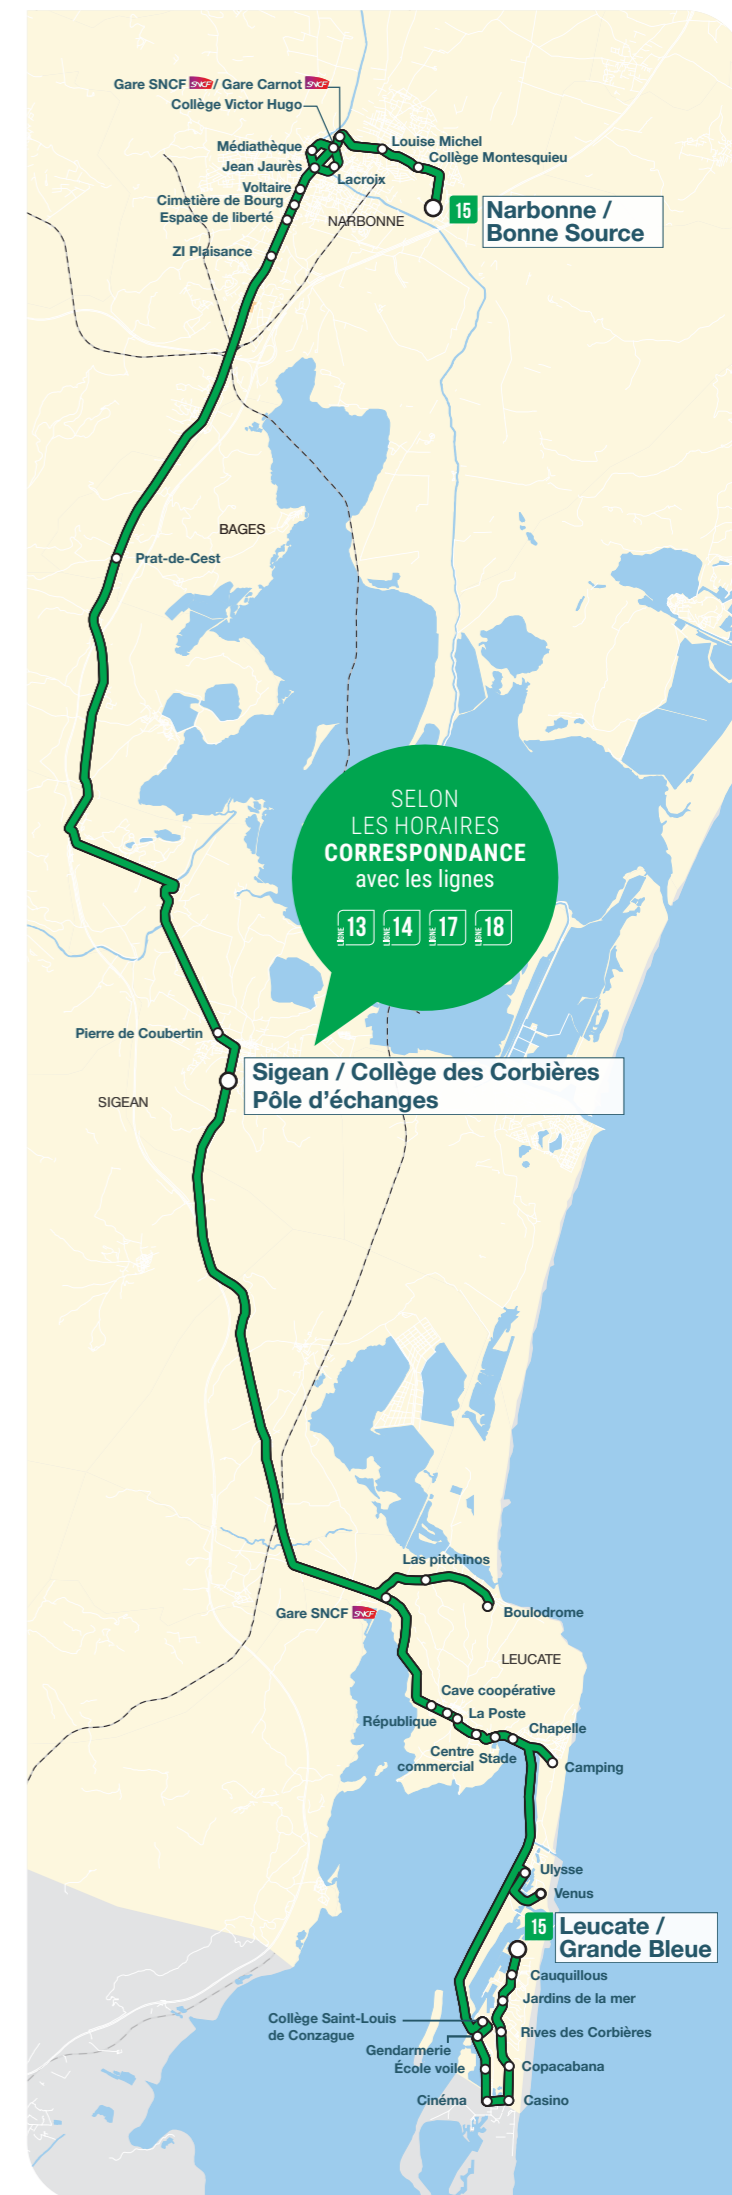 Gare SNCF SNCF / Gare Carnot SNCF
Collège Victor Hugo
Médiathèque
Louise Michel
Jean Jaurès
Collège Montesquieu
Lacroix
Voltaire
Cimetière de Bourg
Espace de liberté
NARBONNE
15 Narbonne /
Bonne Source
ZI Plaisance
BAGES
Prat-de-Cest
SELON
LES HORAIRES
CORRESPONDANCE
avec les lignes
LIGNE 13 LIGNE 14 LIGNE 17 LIGNE 18
Pierre de Coubertin
Sigean / Collège des Corbières
Pôle d'échanges
SIGEAN
Las pitchinos
Gare SNCF SNCF
Boulodrome
LEUCATE
Cave coopérative
République
La Poste
Chapelle
Centre
commercial
Stade
Camping
Ulysse
Venus
15 Leucate /
Grande Bleue
Cauquillous
Jardins de la mer
Collège Saint-Louis
de Conzague
Rives des Corbières
Gendarmerie
École voile
Copacabana
Cinéma
Casino